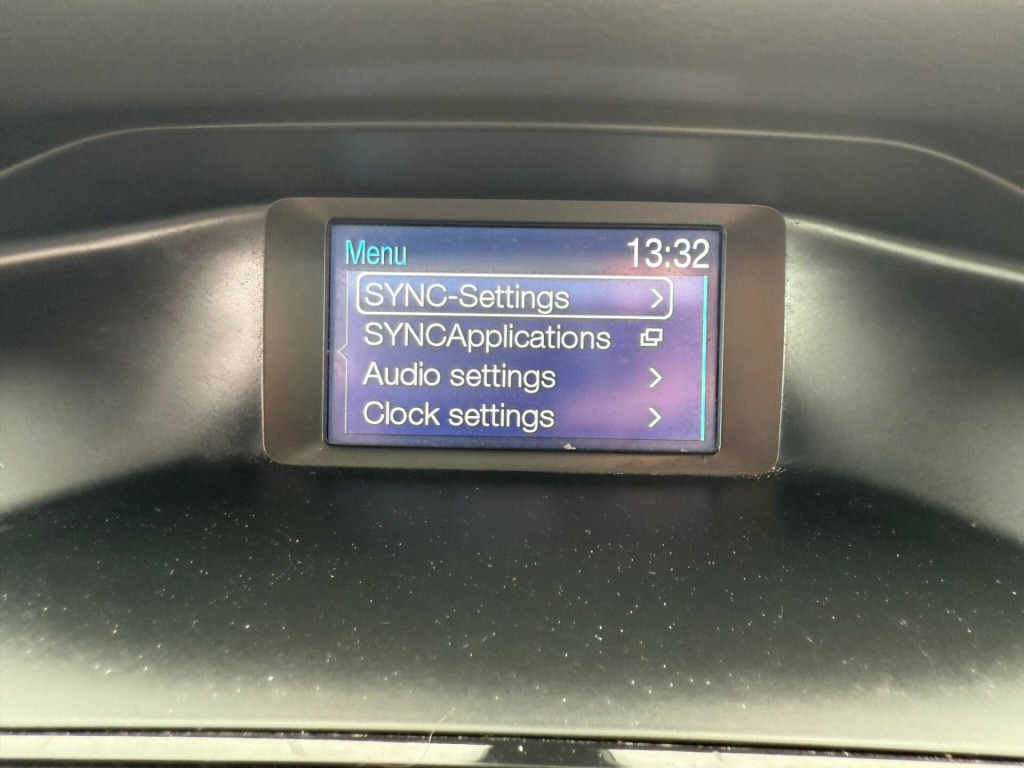 Menu 13:32
SYNC-Settings
SYNCApplications
Audio settings
Clock settings